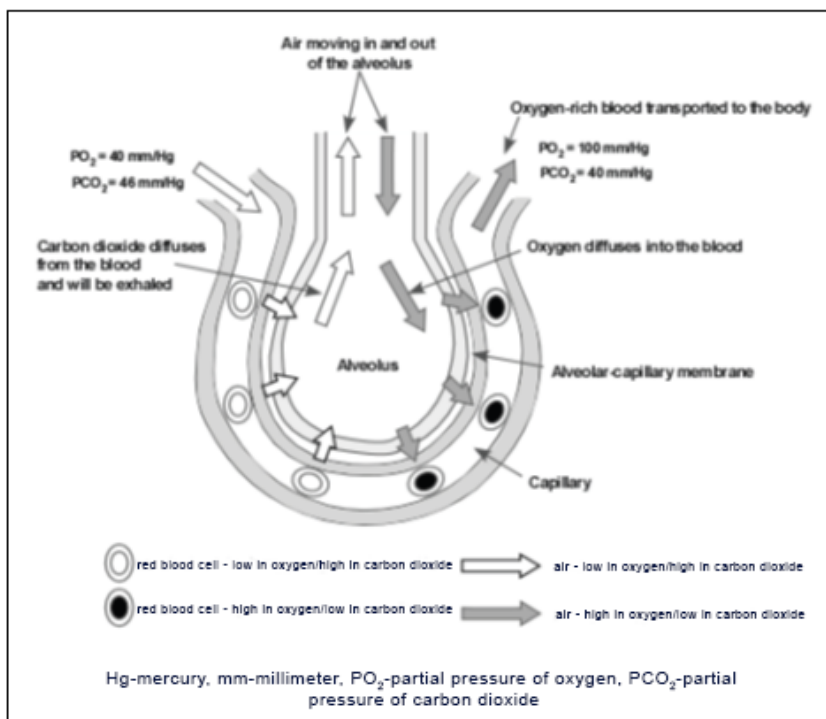 Air moving in and out
of the alveolus
Oxygen-rich blood transported to the body
PO₂ = 40 mm/Hg
PCO₂ = 46 mm/Hg
PO₂ = 100 mm/Hg
PCO₂ = 40 mm/Hg
Carbon dioxide diffuses
from the blood
and will be exhaled
Oxygen diffuses into the blood
Alveolus
Alveolar-capillary membrane
Capillary
red blood cell - low in oxygen/high in carbon dioxide
air - low in oxygen/high in carbon dioxide
red blood cell - high in oxygen/low in carbon dioxide
air - high in oxygen/low in carbon dioxide
Hg-mercury, mm-millimeter, PO₂-partial pressure of oxygen, PCO₂-partial
pressure of carbon dioxide